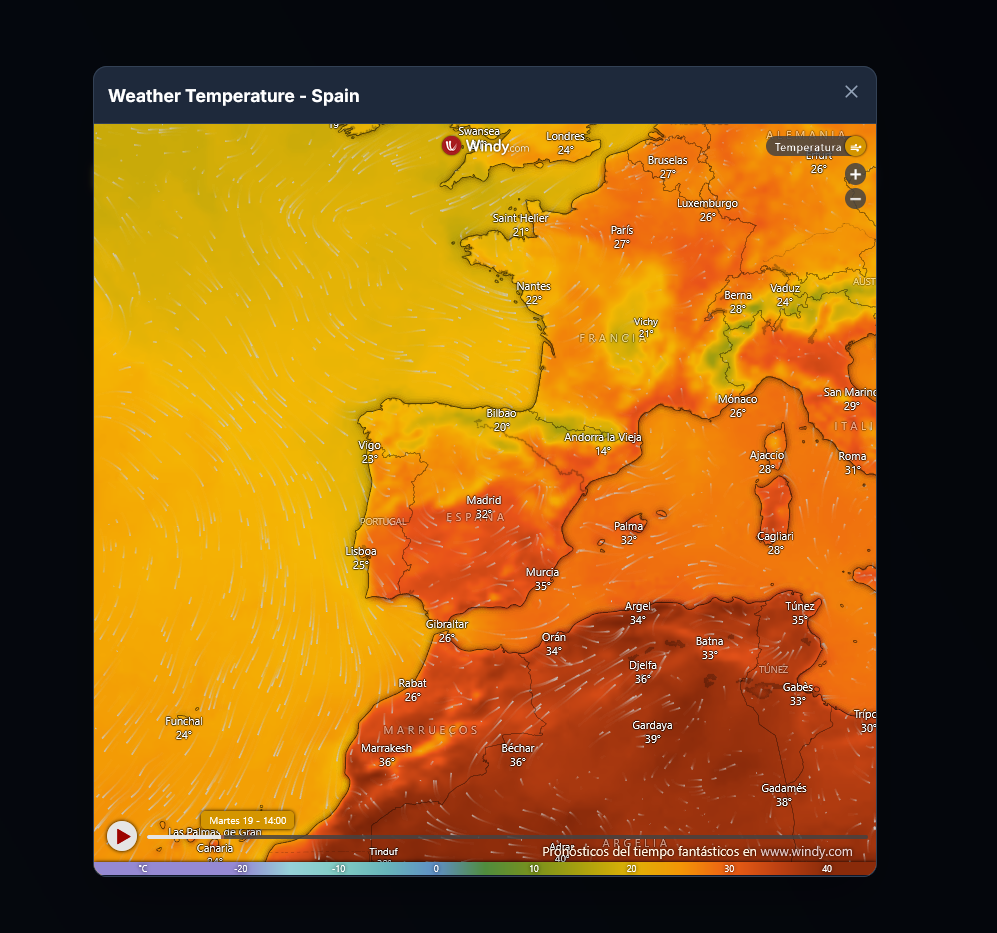 Weather Temperature - Spain
Swansea
Windy.com
Londres
24°
ALEMANIA
Temperatura
Bruselas
27°
Erfurt
26°
+
Luxemburgo
26°
−
Saint Helier
21°
París
27°
Nantes
22°
Berna
28°
Vaduz
24°
Vichy
21°
FRANCIA
Mónaco
26°
San Marino
29°
Bilbao
20°
Andorra la Vieja
14°
Vigo
23°
Ajaccio
28°
Roma
31°
Madrid
32°
ESPAÑA
PORTUGAL
Palma
32°
Cagliari
28°
Lisboa
25°
Murcia
35°
Gibraltar
26°
Argel
34°
Túnez
35°
Orán
34°
Batna
33°
Djelfa
36°
TÚNEZ
Rabat
26°
Gabès
33°
Funchal
24°
MARRUECOS
Gardaya
39°
30°
Marrakesh
36°
Béchar
36°
Gadamés
38°
Martes 19 - 14:00
Las Palmas de Gran
Canaria
24°
Tinduf
ARGELIA
Adrar
40°
Pronósticos del tiempo fantásticos en www.windy.com
°C -20 -10 0 10 20 30 40